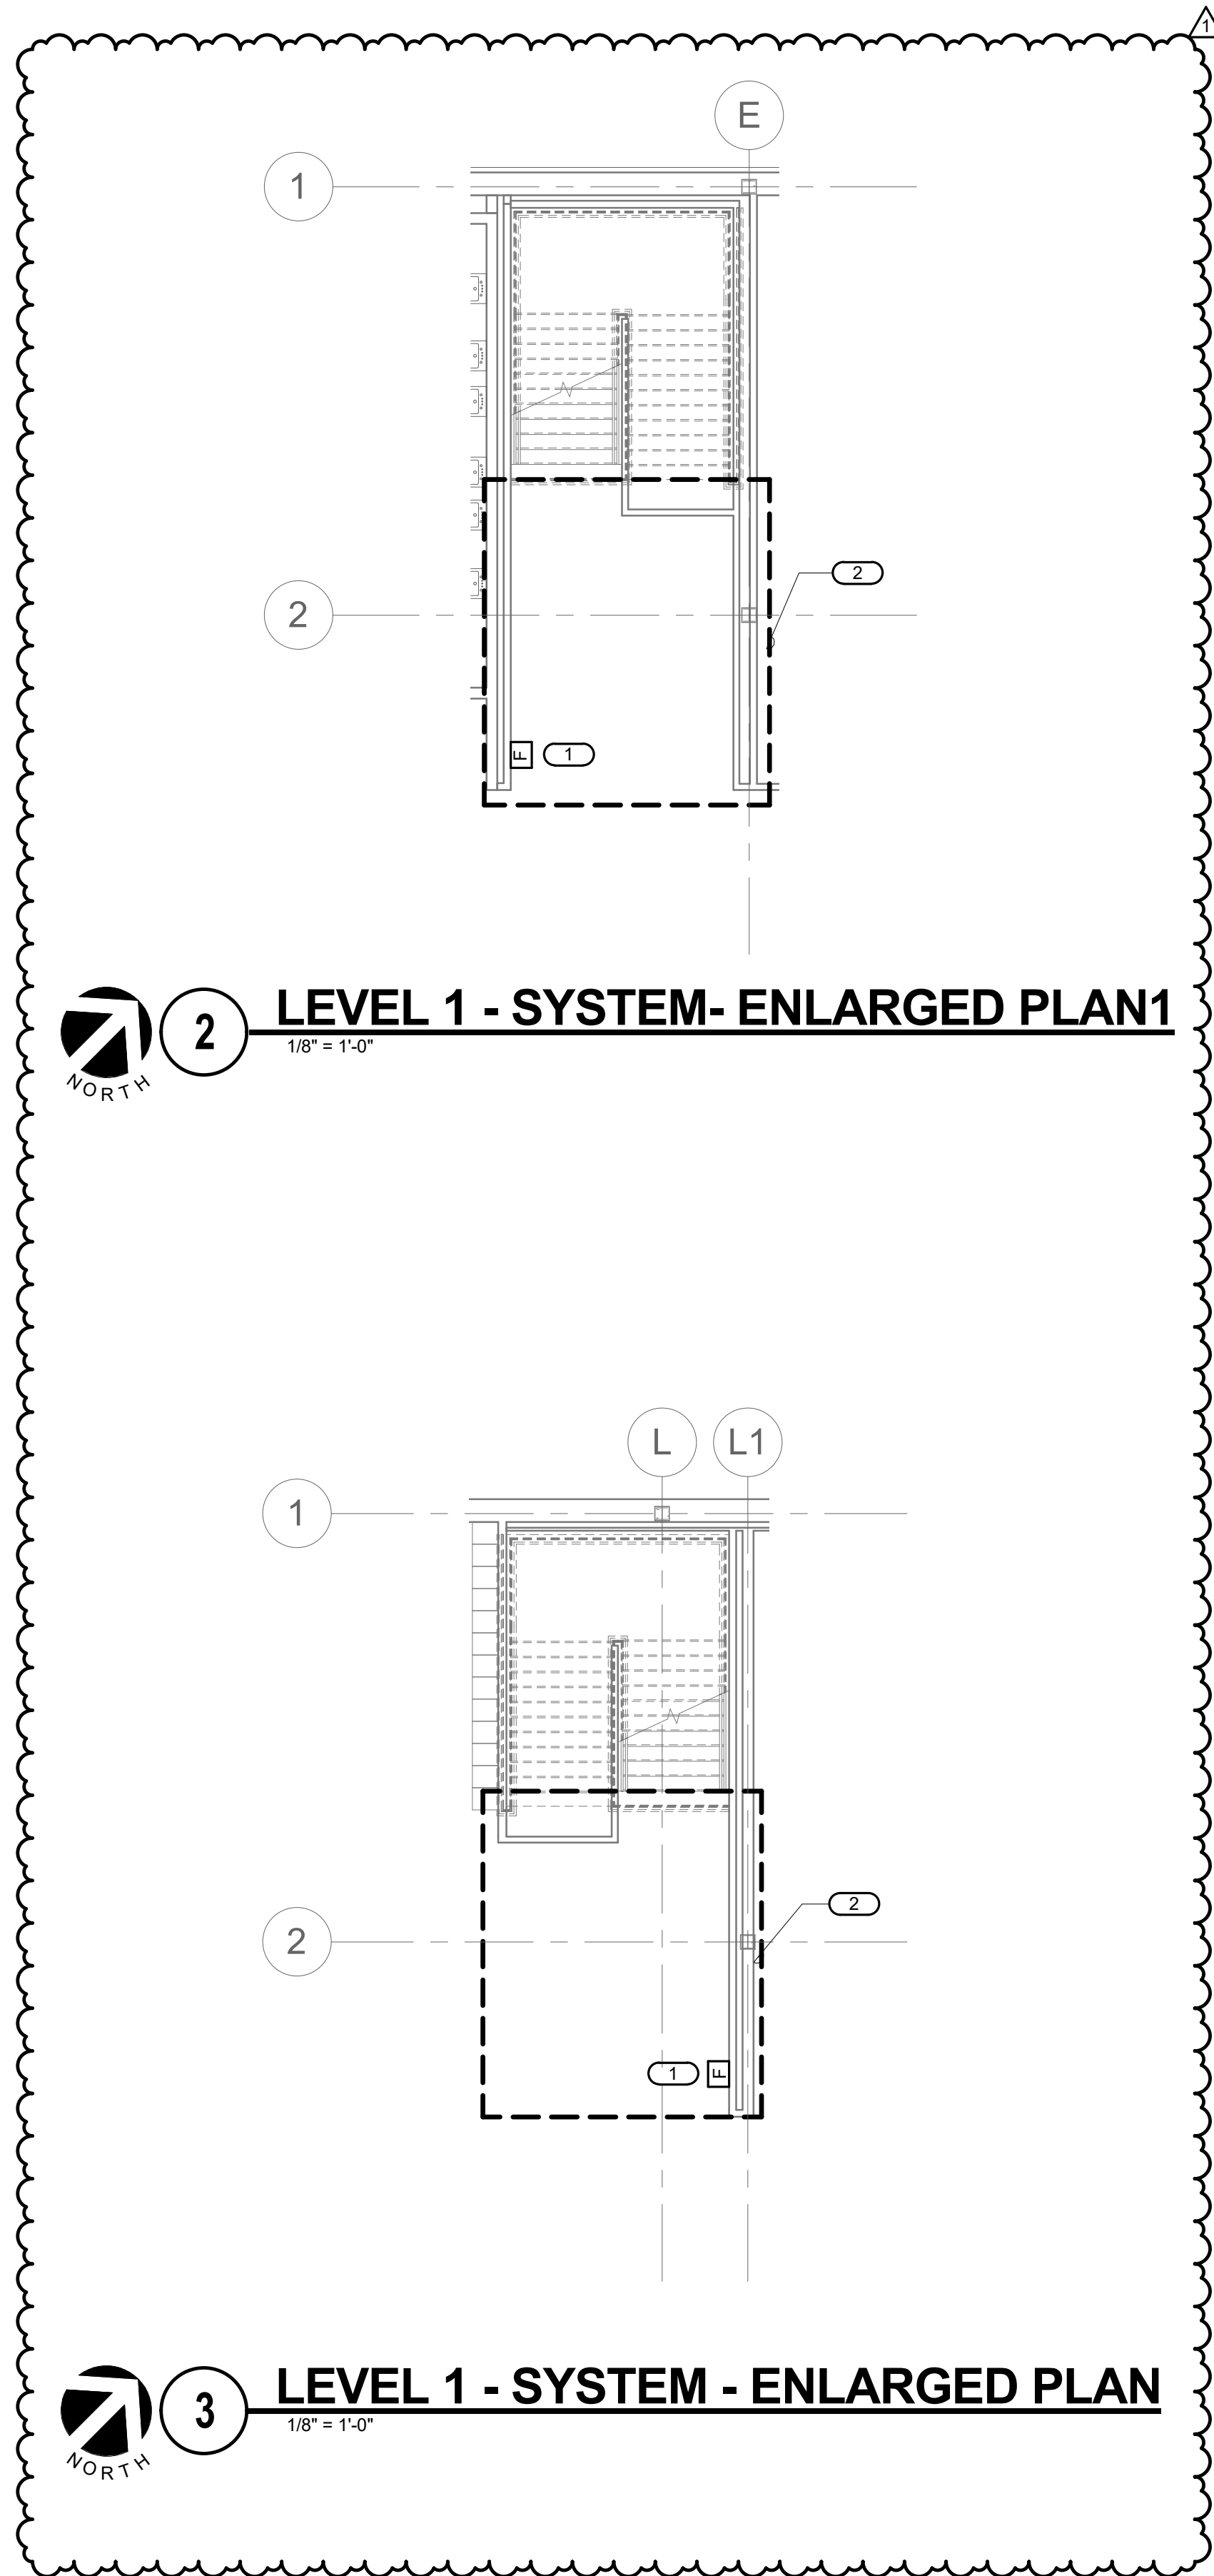 1
E
1
2
2
F
1
2
LEVEL 1 - SYSTEM- ENLARGED PLAN1
1/8" = 1'-0"
NORTH
L
L1
1
2
2
1
F
3
LEVEL 1 - SYSTEM - ENLARGED PLAN
1/8" = 1'-0"
NORTH